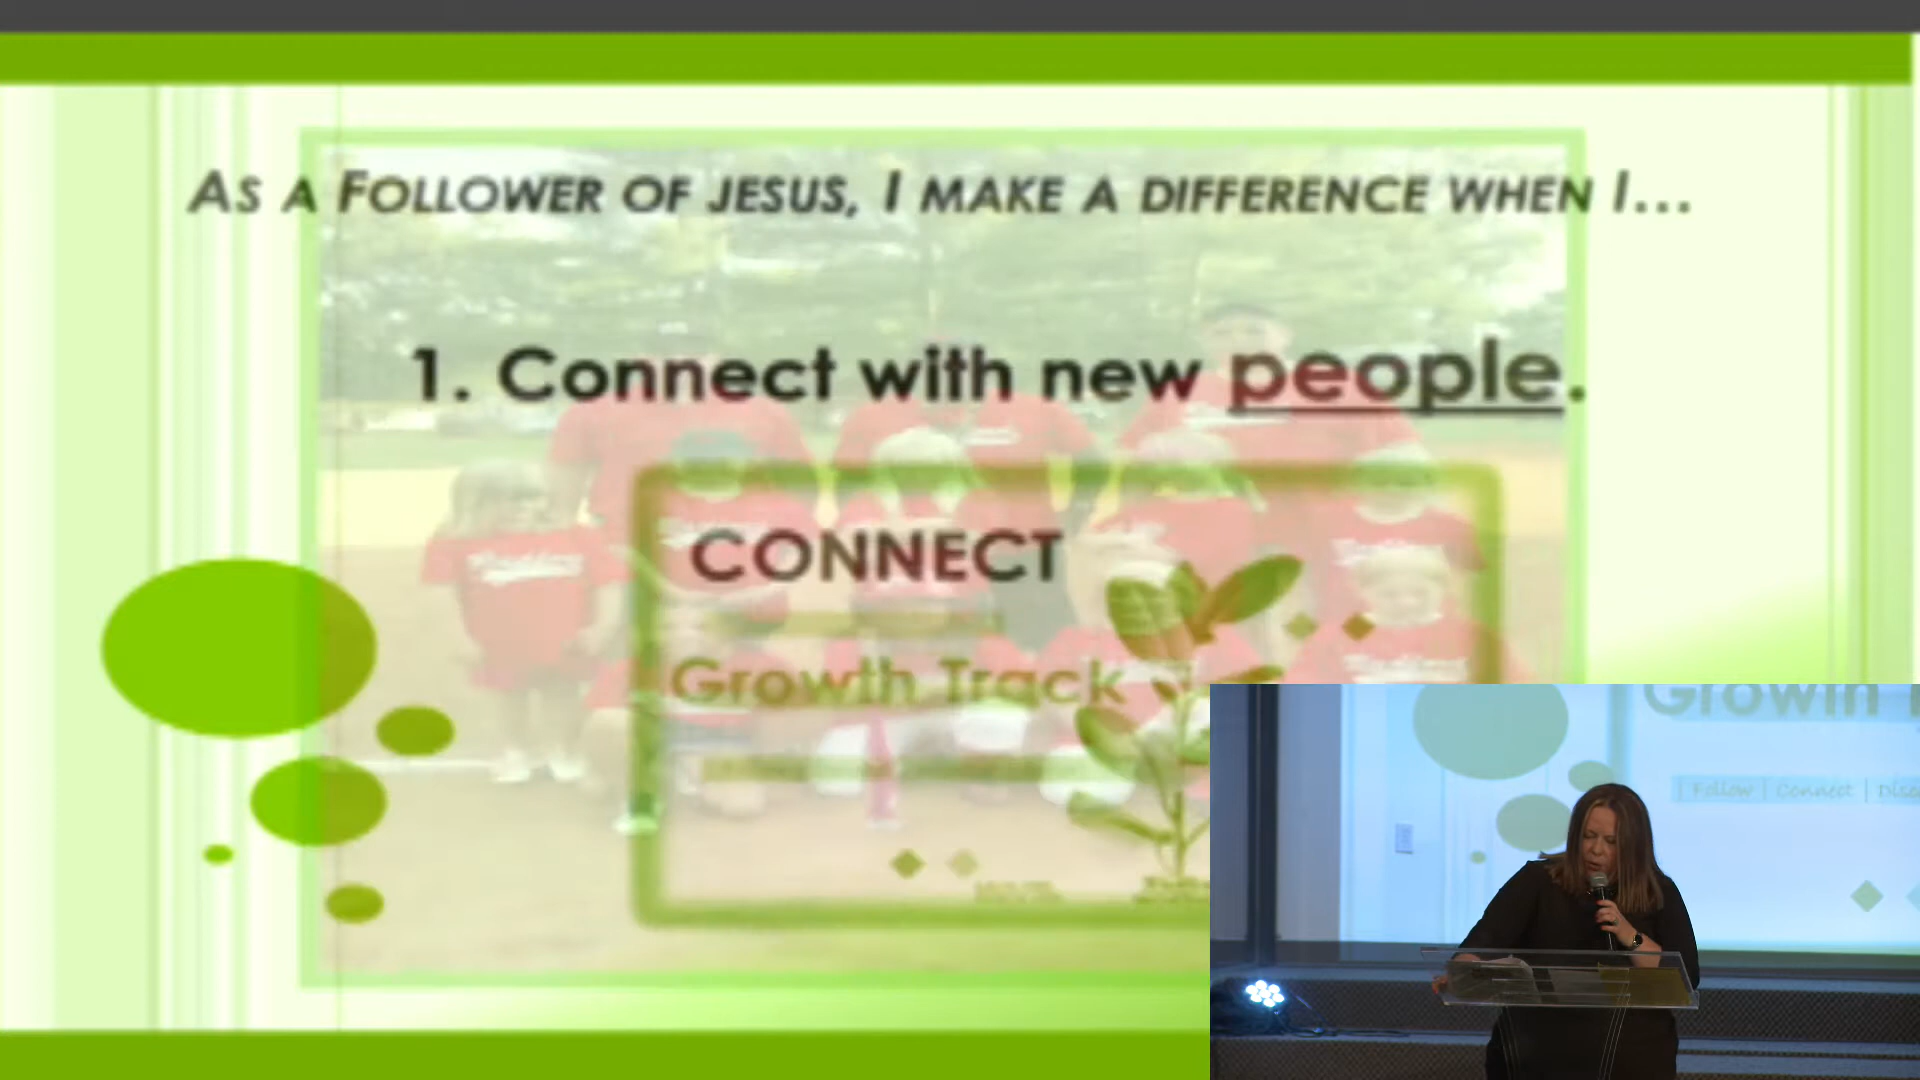 AS A FOLLOWER OF JESUS, I MAKE A DIFFERENCE WHEN I...
1. Connect with new people.
CONNECT
Growth Track
Growth
| Follow | Connect |